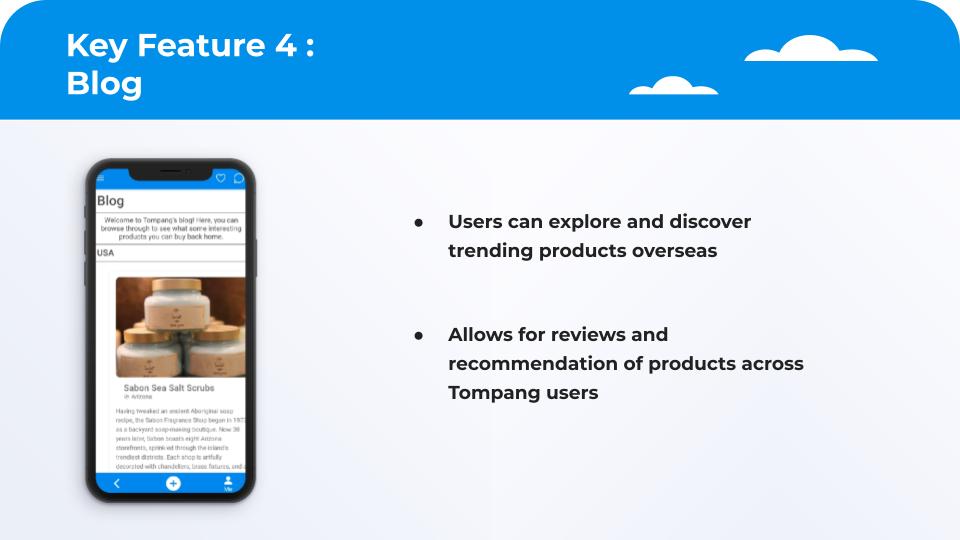 Key Feature 4 :
Blog
Blog
Welcome to Tompang's blog! Here, you can
browse through to see what some interesting
products you can buy back home.
USA
Sabon Sea Salt Scrubs
in Arizona
Having tweaked an ancient Aboriginal soap
recipe, the Sabon Fragrance Shop began in 197
as a backyard soap-making boutique. Now 38
years later, Sabon boasts eight Arizona
storefronts, sprinkled through the island's
trendiest districts. Each shop is artfully
decorated with chandeliers, brass fixtures, and
Me
● Users can explore and discover
trending products overseas
● Allows for reviews and
recommendation of products across
Tompang users